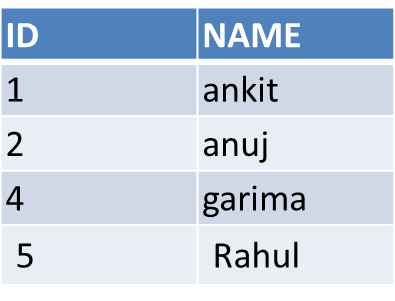 ID NAME
1 ankit
2 anuj
4 garima
5 Rahul